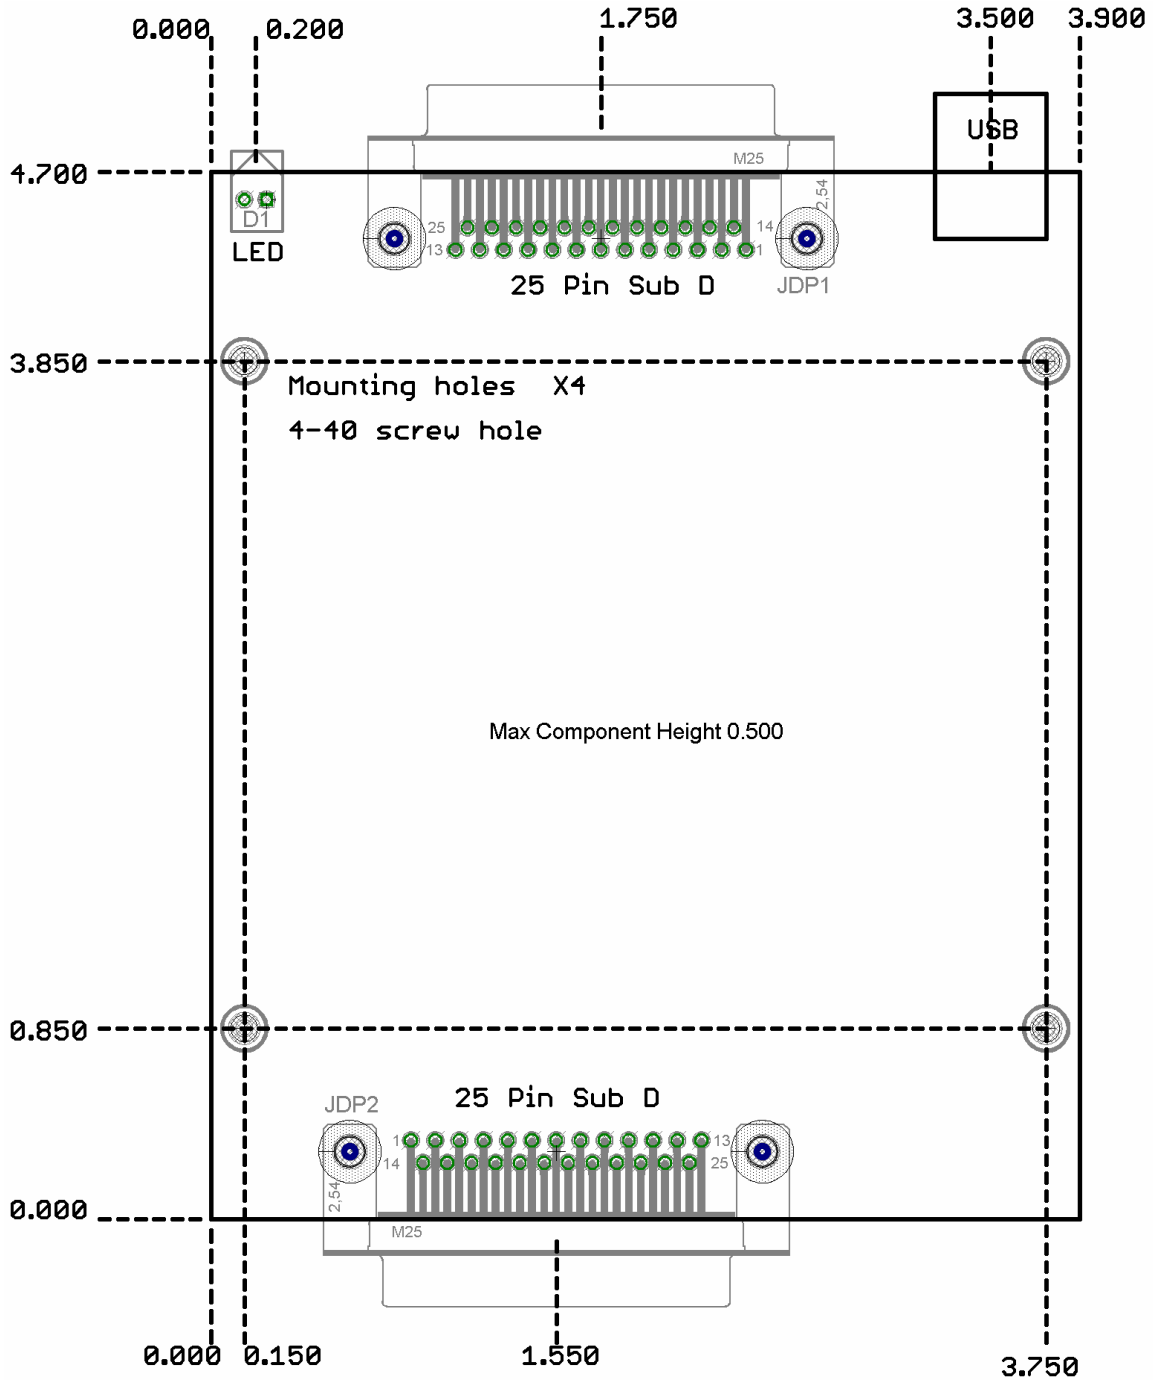 0.000 0.200 1.750 3.500 3.900
USB
M25
4.700
2,54
D1
25 14
LED
13 1
25 Pin Sub D JDP1
3.850
Mounting holes X4
4-40 screw hole
Max Component Height 0.500
0.850
25 Pin Sub D
JDP2
1 13
14 25
2,54
0.000
M25
0.000 0.150 1.550 3.750